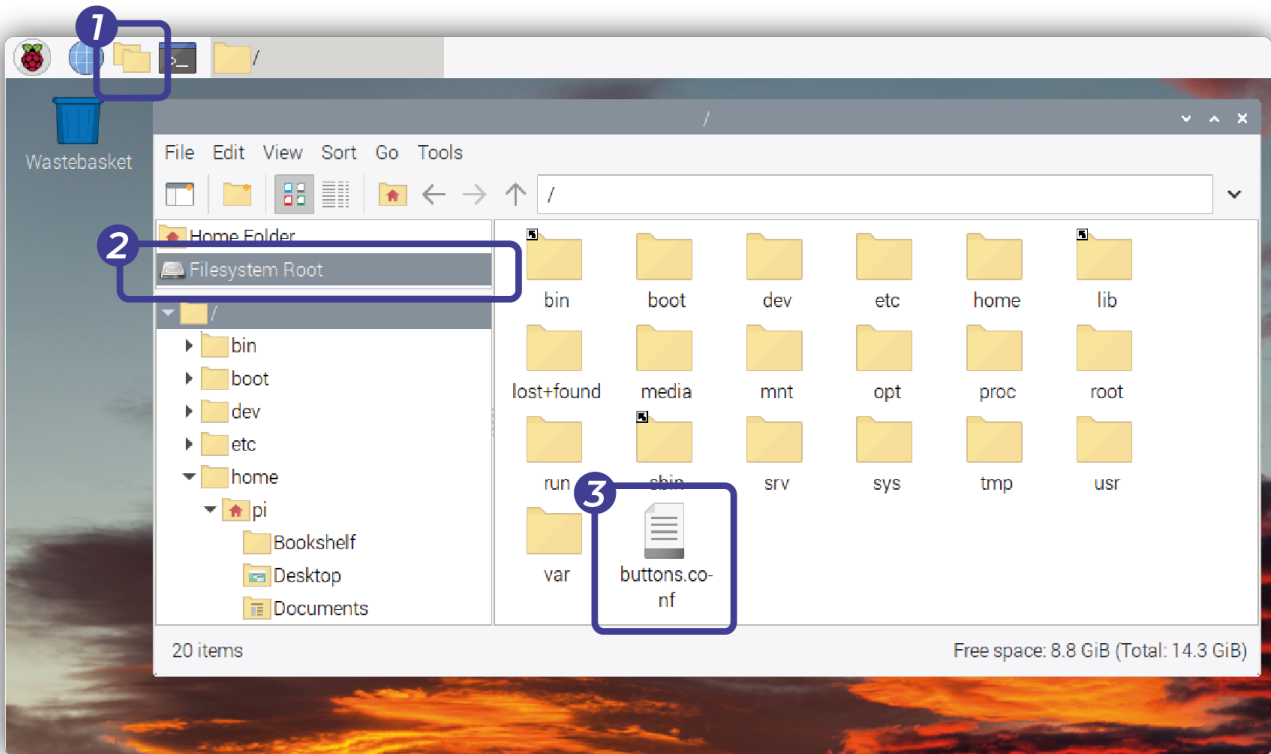 1
>_
/
Wastebasket
/
File Edit View Sort Go Tools
/
2
Home Folder
Filesystem Root
/
bin
boot
dev
etc
home
pi
Bookshelf
Desktop
Documents
bin boot dev etc home lib
lost+found media mnt opt proc root
run sbin srv sys tmp usr
3
var buttons.co-
nf
20 items Free space: 8.8 GiB (Total: 14.3 GiB)